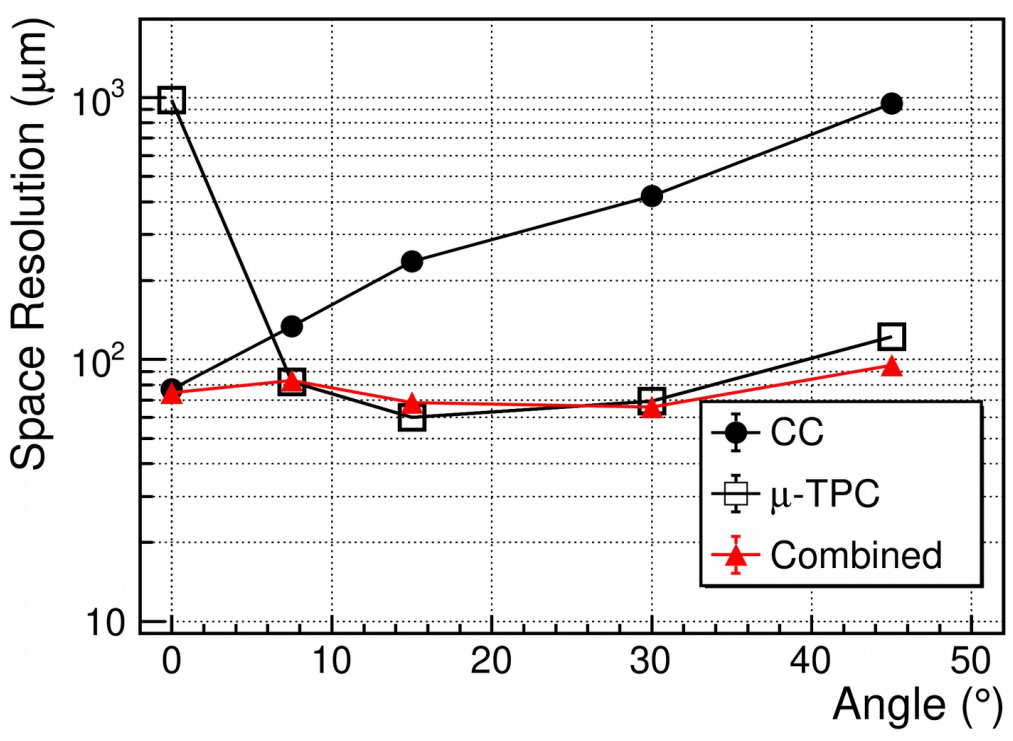 Space Resolution (μm)
10³
10²
10
0 10 20 30 40 50
Angle (°)
CC
μ-TPC
Combined